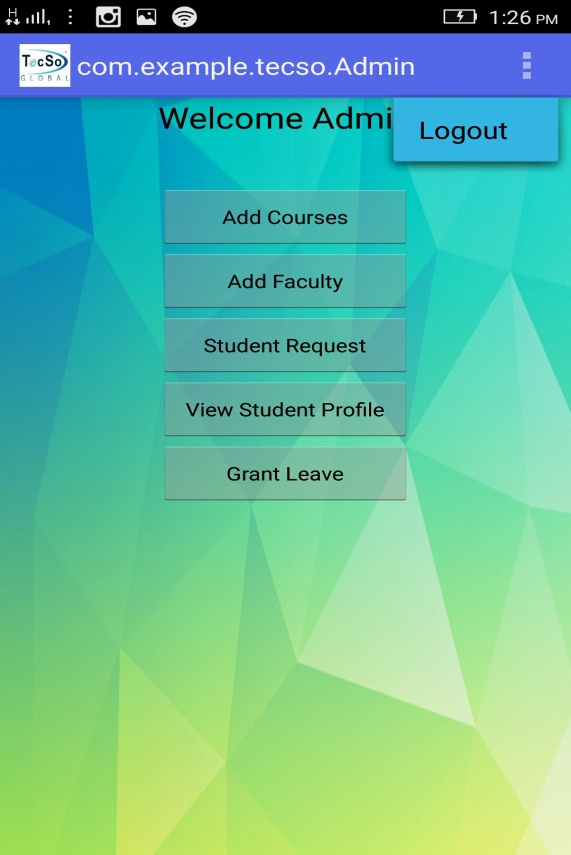 H
1:26 PM
TecSo
GLOBAL
com.example.tecso.Admin
Welcome Admi
Logout
Add Courses
Add Faculty
Student Request
View Student Profile
Grant Leave